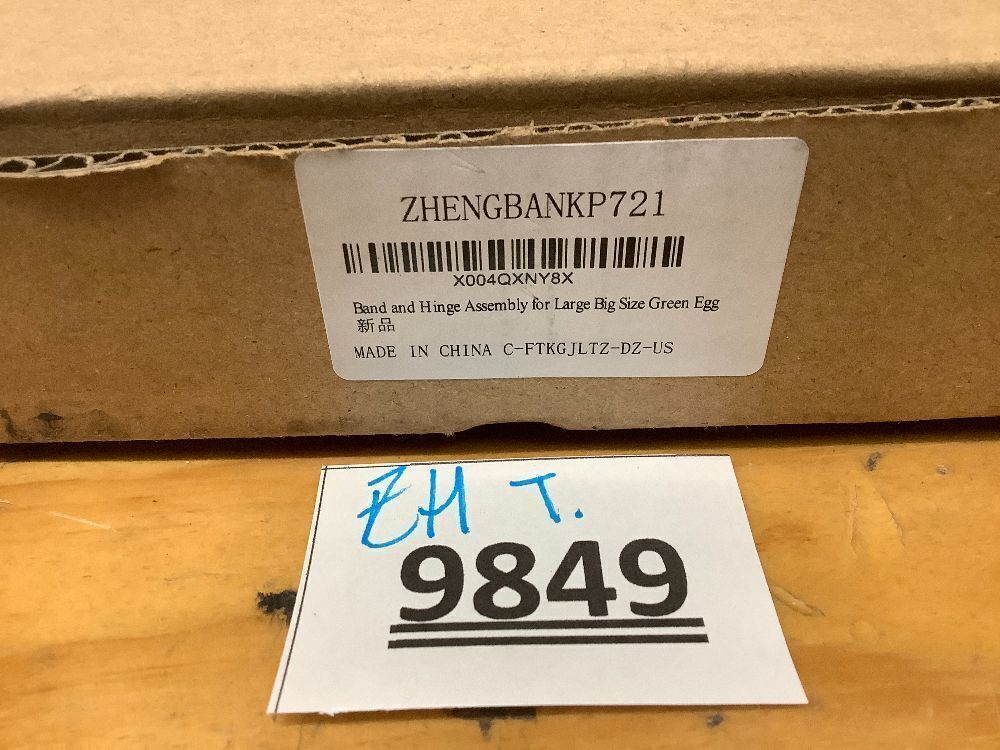 ZHENGBANKP721
X004QXNY8X
Band and Hinge Assembly for Large Big Size Green Egg
新品
MADE IN CHINA C-FTKGJLTZ-DZ-US
ZH T.
9849